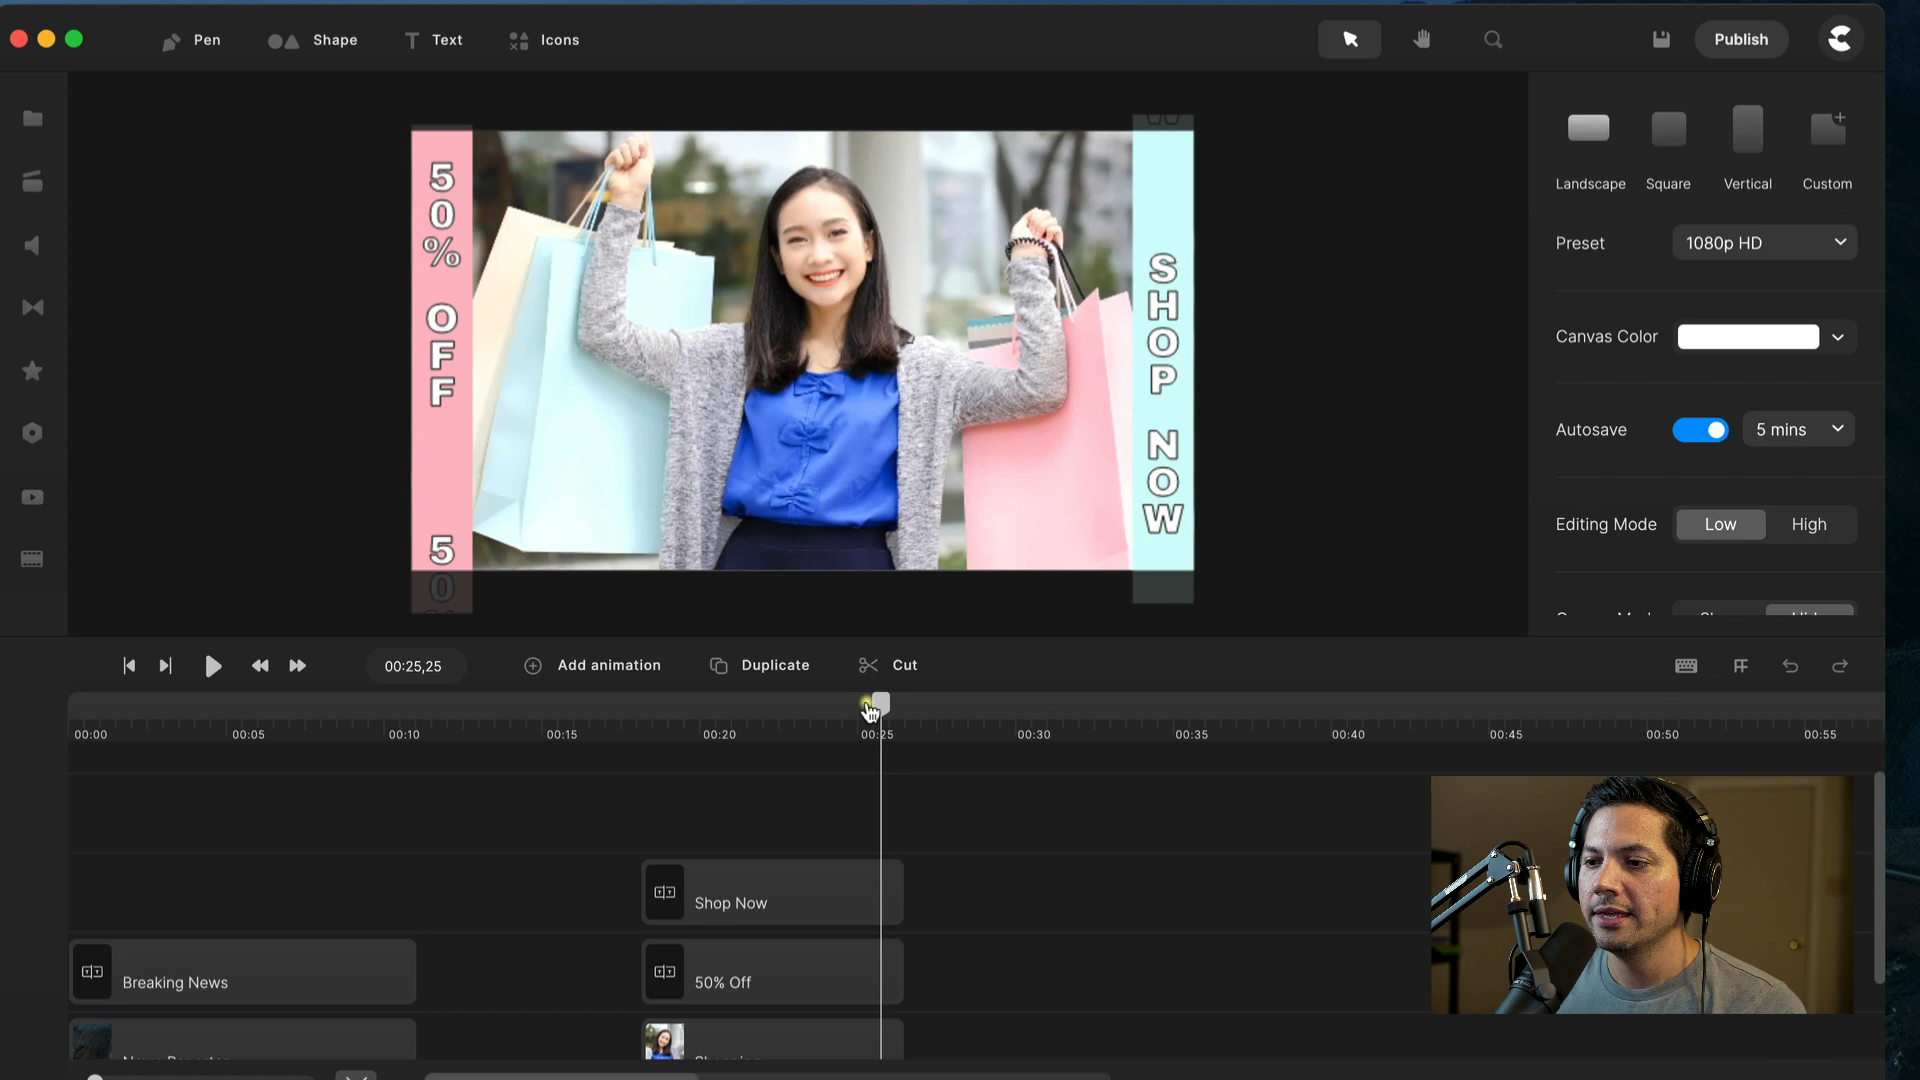 Pen
Shape
Text
Icons
Publish
50% OFF
50
SHOP NOW
Landscape
Square
Vertical
Custom
Preset
1080p HD
Canvas Color
Autosave
5 mins
Editing Mode
Low
High
00:25,25
Add animation
Duplicate
Cut
00:00
00:05
00:10
00:15
00:20
00:25
00:30
00:35
00:40
00:45
00:50
00:55
Shop Now
Breaking News
50% Off